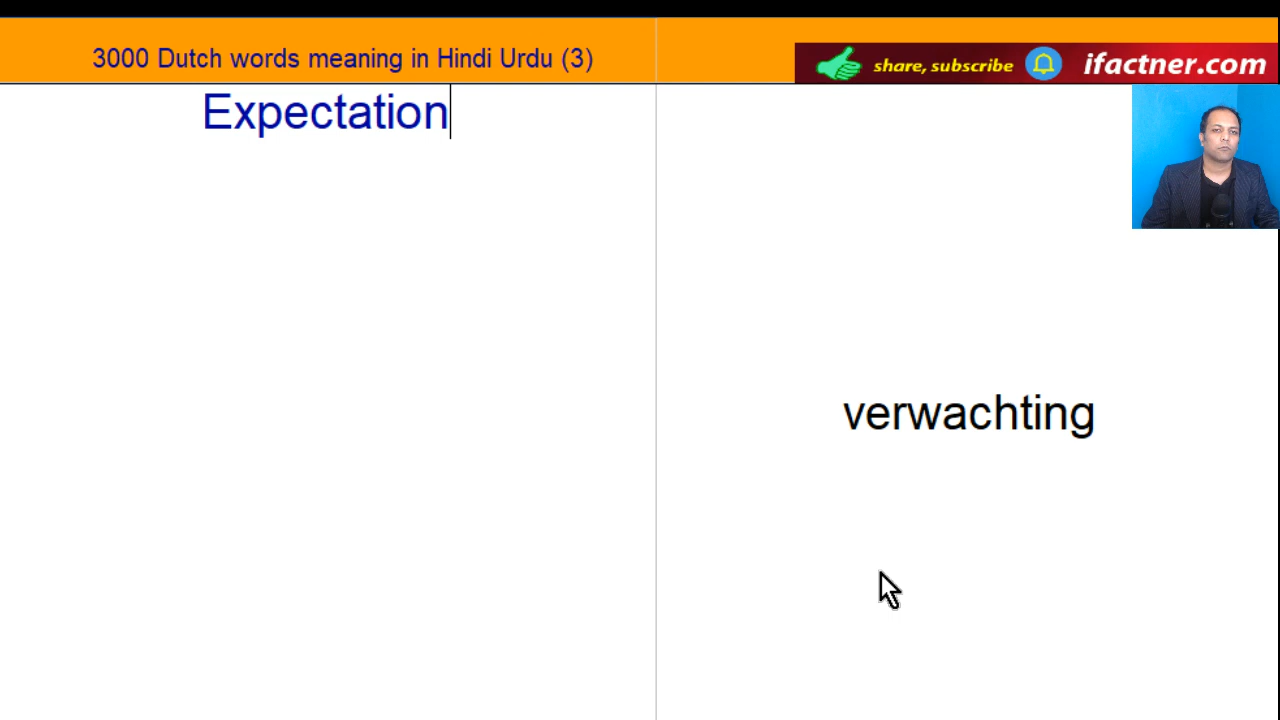 3000 Dutch words meaning in Hindi Urdu (3)
share, subscribe
ifactner.com
Expectation
verwachting